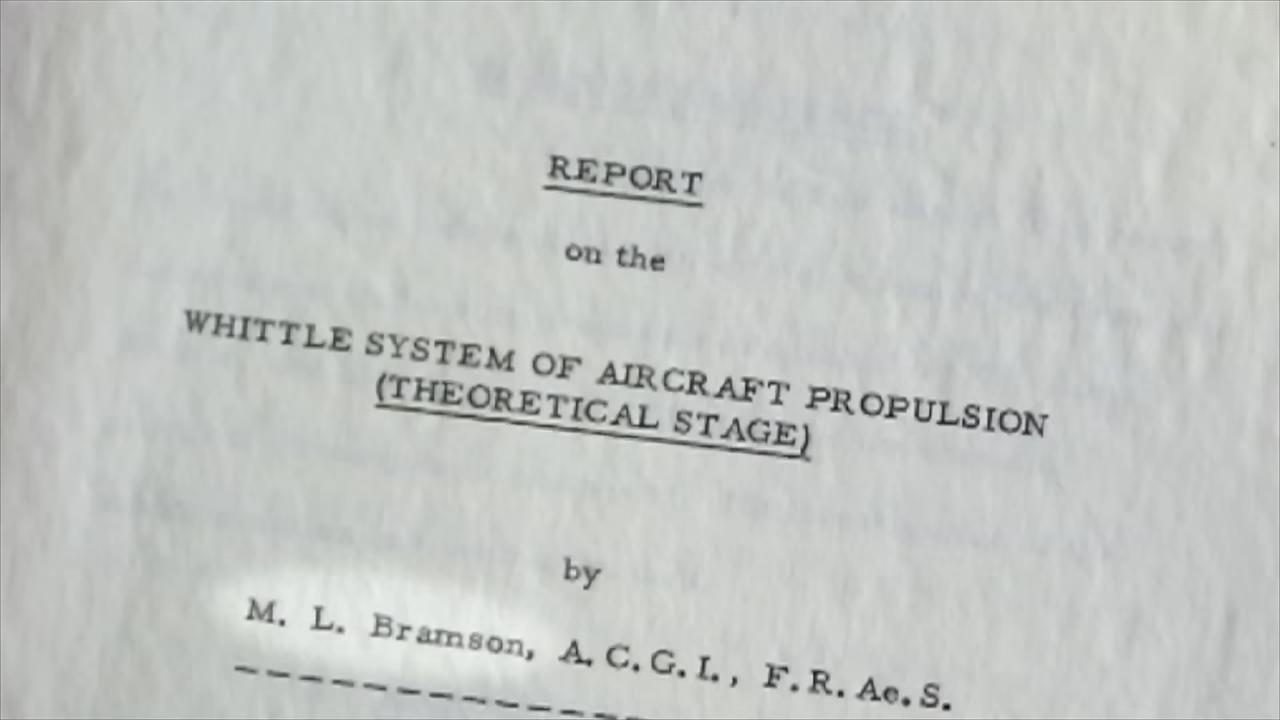 REPORT
on the
WHITTLE SYSTEM OF AIRCRAFT PROPULSION
(THEORETICAL STAGE)
by
M. L. Bramson, A.C.G.I., F.R.Ae.S.